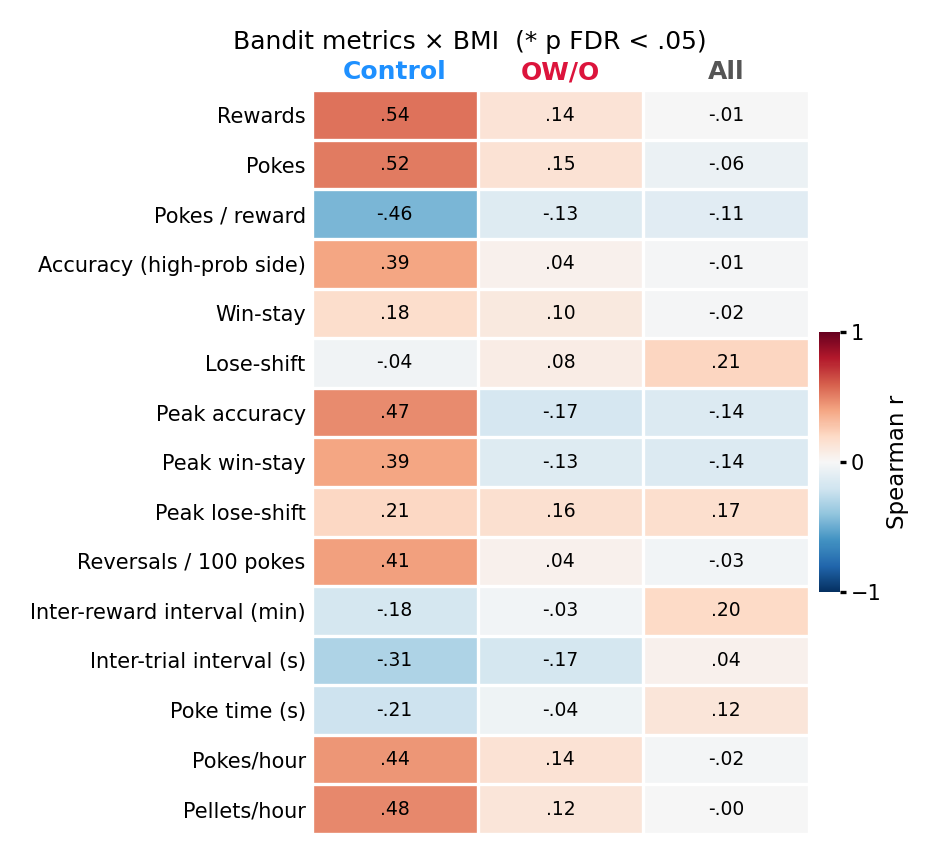 Bandit metrics × BMI  (* p FDR < .05)
Control OW/O All
Rewards .54 .14 -.01
Pokes .52 .15 -.06
Pokes / reward -.46 -.13 -.11
Accuracy (high-prob side) .39 .04 -.01
Win-stay .18 .10 -.02
Lose-shift -.04 .08 .21
Peak accuracy .47 -.17 -.14
Peak win-stay .39 -.13 -.14
Peak lose-shift .21 .16 .17
Reversals / 100 pokes .41 .04 -.03
Inter-reward interval (min) -.18 -.03 .20
Inter-trial interval (s) -.31 -.17 .04
Poke time (s) -.21 -.04 .12
Pokes/hour .44 .14 -.02
Pellets/hour .48 .12 -.00
1
0
−1
Spearman r